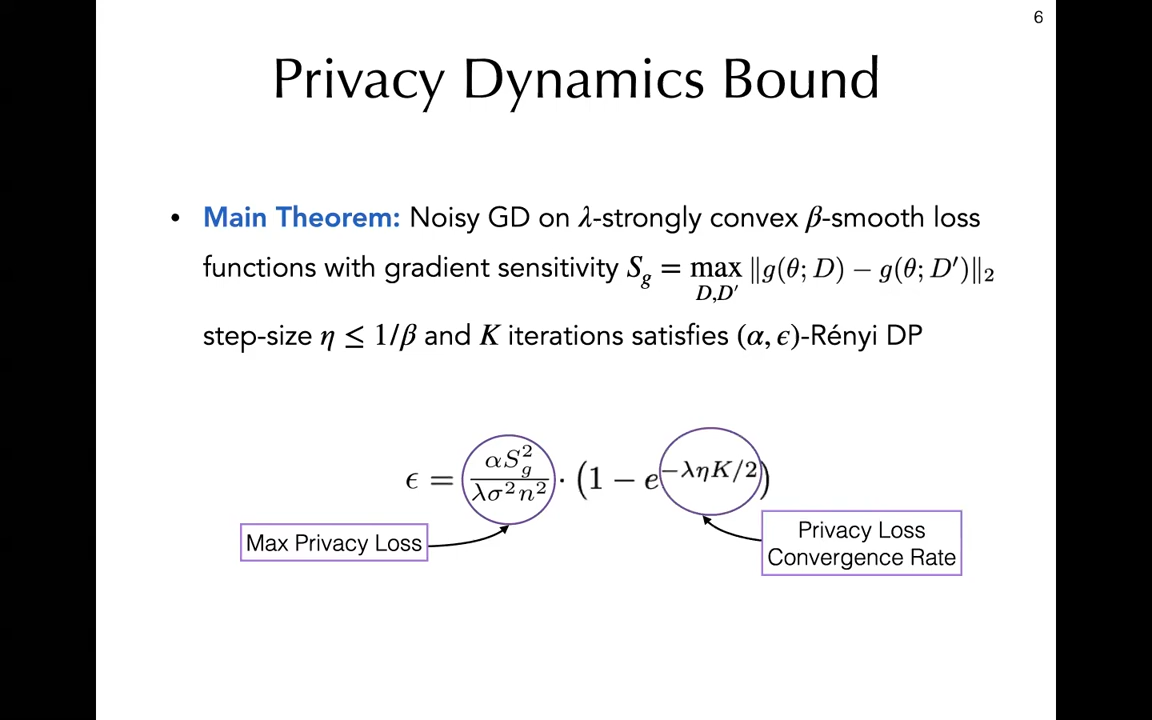 6
Privacy Dynamics Bound
• Main Theorem: Noisy GD on λ-strongly convex β-smooth loss
functions with gradient sensitivity S_g = max_{D,D′} ‖g(θ; D) − g(θ; D′)‖₂
step-size η ≤ 1/β and K iterations satisfies (α, ϵ)-Rényi DP
ϵ = \frac{αS_g^2}{λσ^2n^2} · (1 − e^{−ληK/2})
Max Privacy Loss
Privacy Loss
Convergence Rate